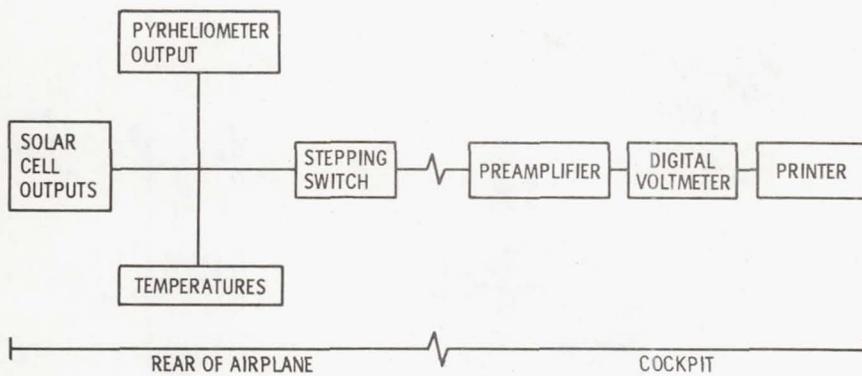 PYRHELIOMETER
OUTPUT
SOLAR
CELL
OUTPUTS
STEPPING
SWITCH
PREAMPLIFIER
DIGITAL
VOLTMETER
PRINTER
TEMPERATURES
REAR OF AIRPLANE
COCKPIT